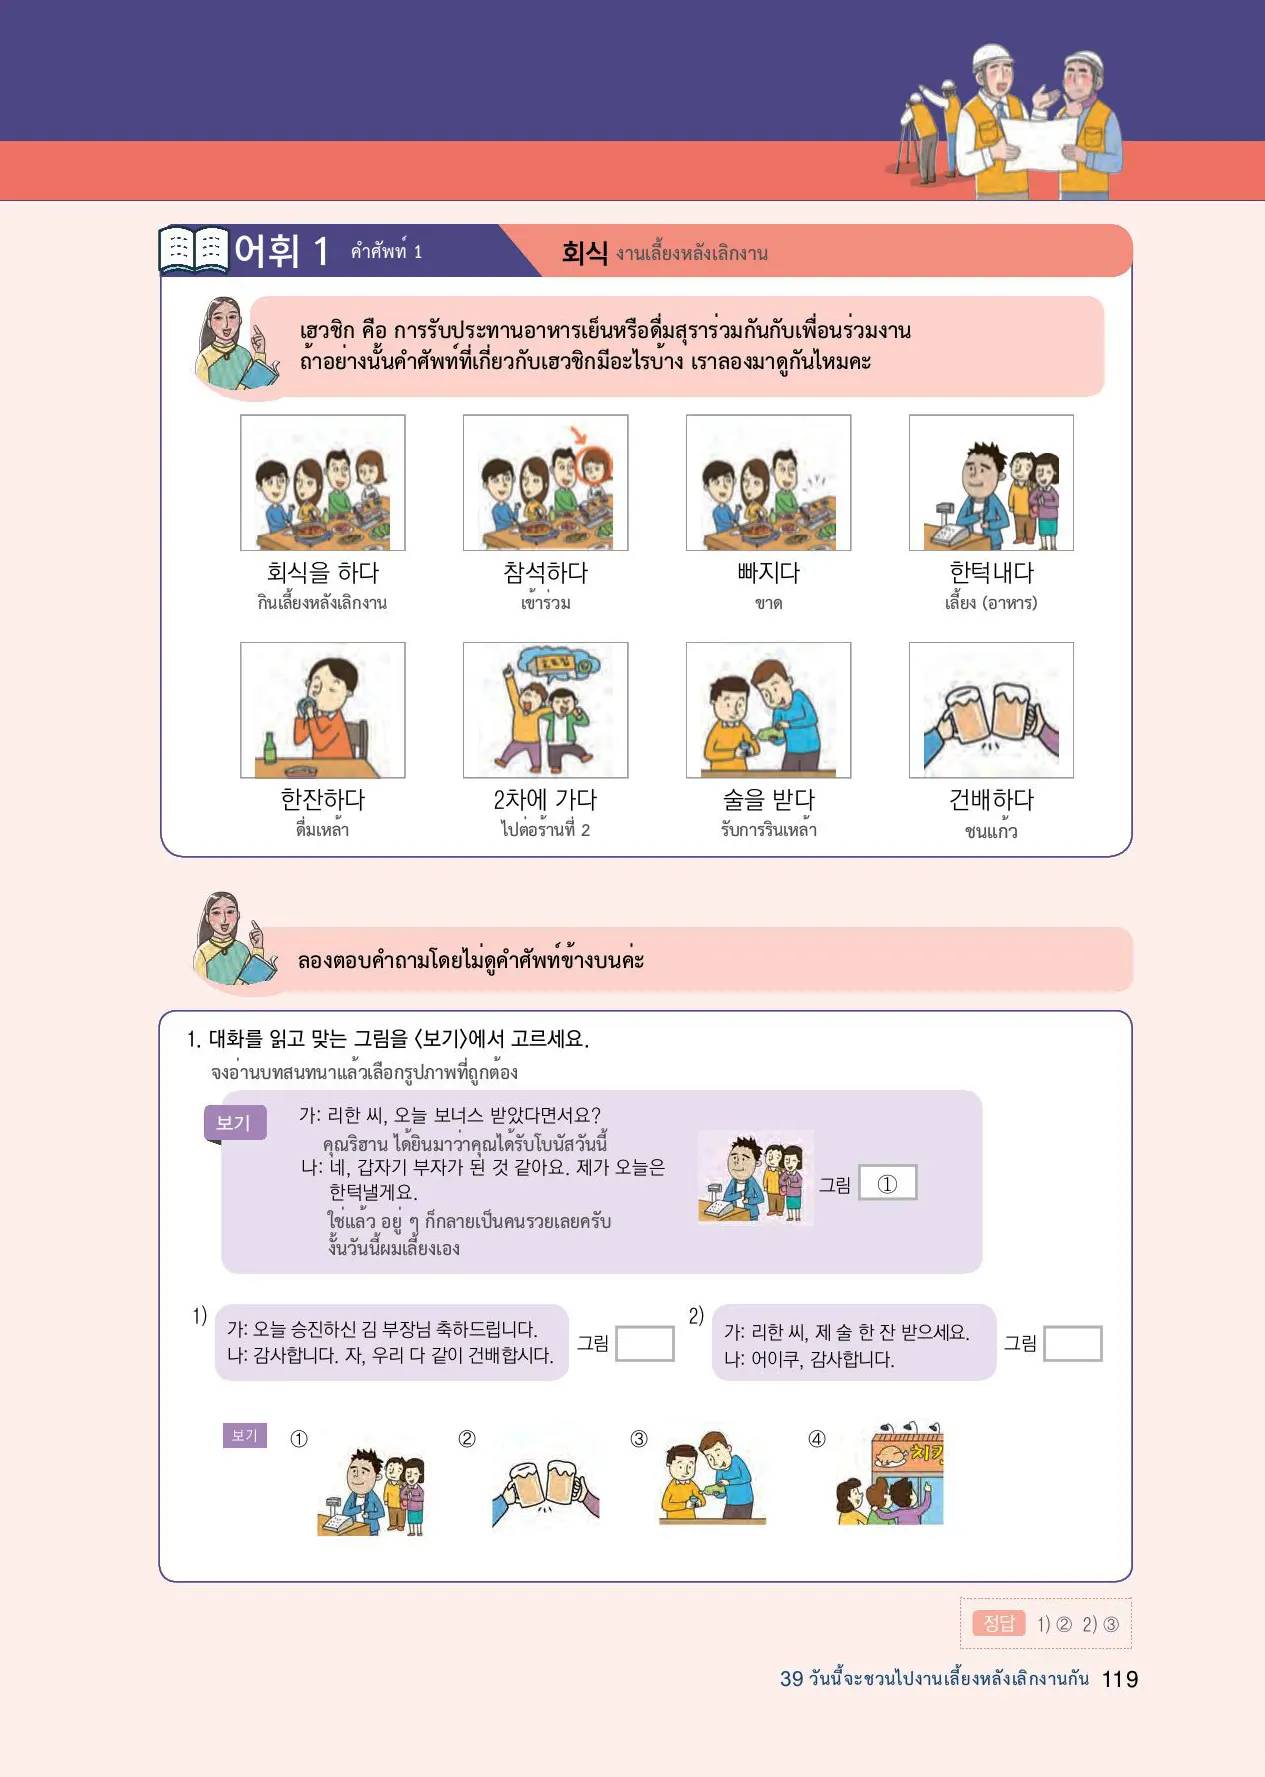 어휘 1 คำศัพท์ 1
회식 งานเลี้ยงหลังเลิกงาน
เฮวชิก คือ การรับประทานอาหารเย็นหรือดื่มสุราร่วมกันกับเพื่อนร่วมงาน
ถ้าอย่างนั้นคำศัพท์ที่เกี่ยวกับเฮวชิกมีอะไรบ้าง เราลองมาดูกันไหมคะ
회식을 하다 참석하다 빠지다 한턱내다
กินเลี้ยงหลังเลิกงาน เข้าร่วม ขาด เลี้ยง (อาหาร)
한잔하다 2차에 가다 술을 받다 건배하다
ดื่มเหล้า ไปต่อร้านที่ 2 รับการรินเหล้า ชนแก้ว
ลองตอบคำถามโดยไม่ดูคำศัพท์ข้างบนค่ะ
1. 대화를 읽고 맞는 그림을 〈보기〉에서 고르세요.
จงอ่านบทสนทนาแล้วเลือกรูปภาพที่ถูกต้อง
보기
가: 리한 씨, 오늘 보너스 받았다면서요?
คุณริฮาน ได้ยินมาว่าคุณได้รับโบนัสวันนี้
나: 네, 갑자기 부자가 된 것 같아요. 제가 오늘은
한턱낼게요.
ใช่แล้ว อยู่ ๆ ก็กลายเป็นคนรวยเลยครับ
งั้นวันนี้ผมเลี้ยงเอง
그림 ①
1)
가: 오늘 승진하신 김 부장님 축하드립니다.
나: 감사합니다. 자, 우리 다 같이 건배합시다.
그림
2)
가: 리한 씨, 제 술 한 잔 받으세요.
나: 어이쿠, 감사합니다.
그림
보기 ① ② ③ ④
치킨
정답 1) ② 2) ③
39 วันนี้จะชวนไปงานเลี้ยงหลังเลิกงานกัน 119